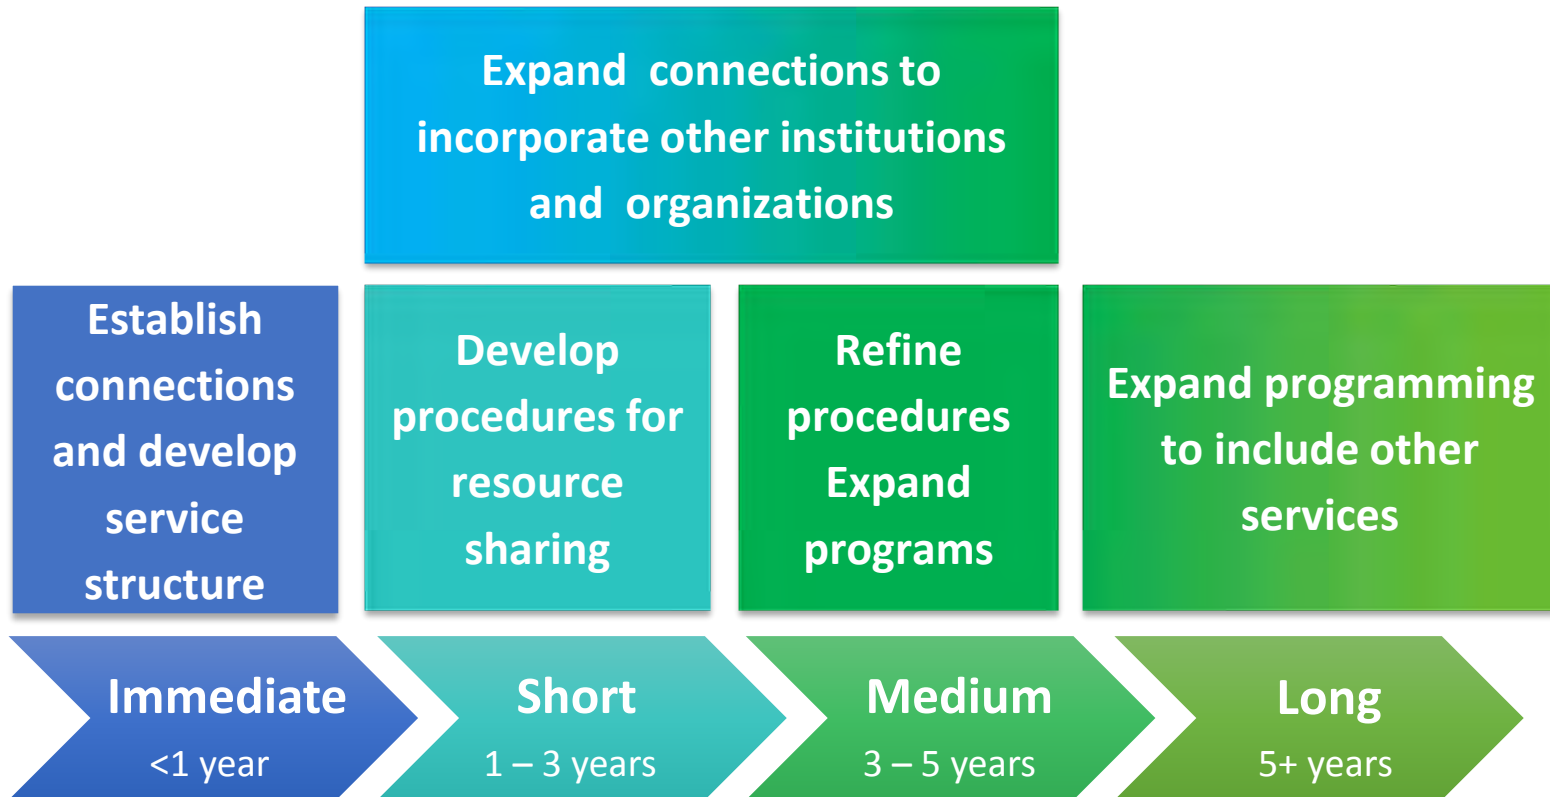 Expand  connections to
incorporate other institutions
and  organizations
Establish
connections
and develop
service
structure
Develop
procedures for
resource
sharing
Refine
procedures
Expand
programs
Expand programming
to include other
services
Immediate
<1 year
Short
1 – 3 years
Medium
3 – 5 years
Long
5+ years